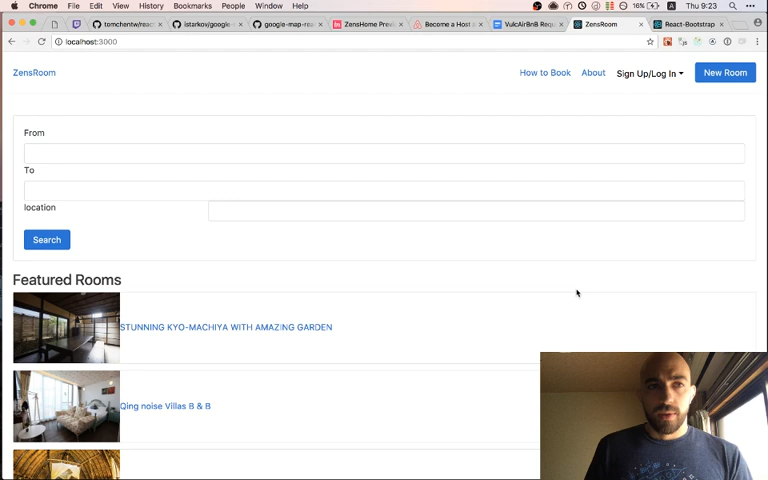 Chrome File Edit View History Bookmarks People Window 16% A Thu 9:23
tomchentw/react istarkov/google- google-map-rea ZensHome Previ Become a Host a VulcAirBnB Requ ZensRoom React-Bootstrap
localhost:3000
ZensRoom How to Book About Sign Up/Log In New Room
From
To
location
Search
Featured Rooms
STUNNING KYO-MACHIYA WITH AMAZING GARDEN
Qing noise Villas B & B